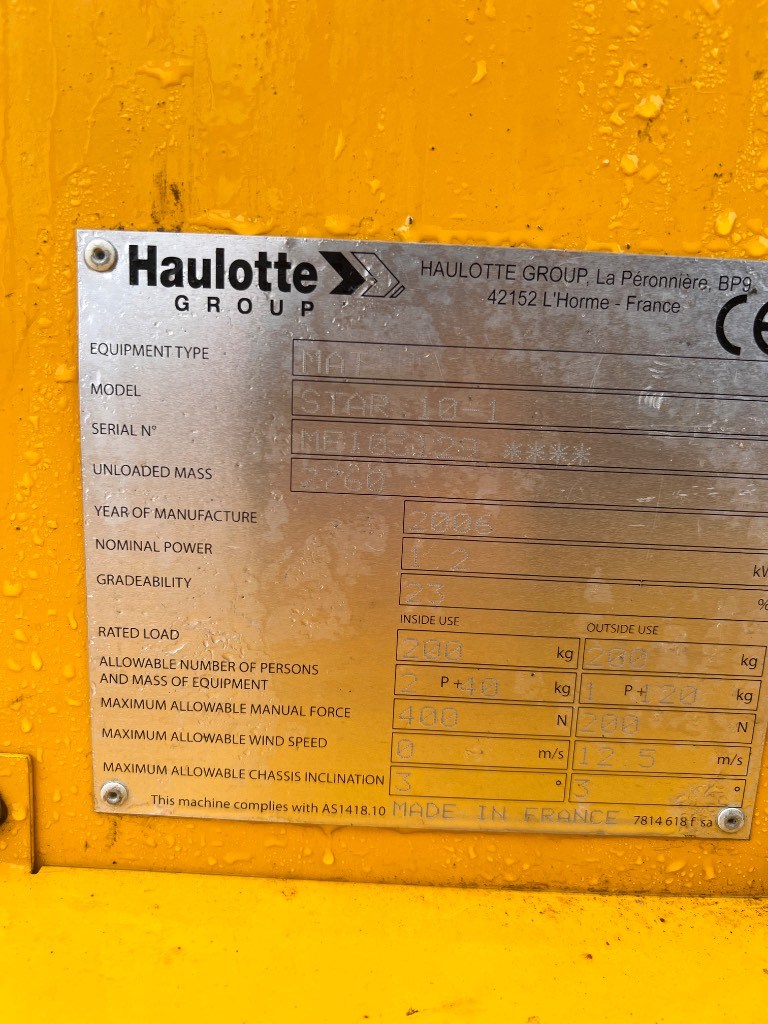 Haulotte
GROUP
HAULOTTE GROUP, La Péronnière, BP9
42152 L'Horme - France
CE
EQUIPMENT TYPE MAT
MODEL STAR 10-1
SERIAL N° ****
UNLOADED MASS 2760
YEAR OF MANUFACTURE
NOMINAL POWER kW
GRADEABILITY 23 %
INSIDE USE OUTSIDE USE
RATED LOAD 200 kg 200 kg
ALLOWABLE NUMBER OF PERSONS
AND MASS OF EQUIPMENT 2 P + 40 kg 1 P + 120 kg
MAXIMUM ALLOWABLE MANUAL FORCE 400 N 200 N
MAXIMUM ALLOWABLE WIND SPEED 0 m/s 12.5 m/s
MAXIMUM ALLOWABLE CHASSIS INCLINATION 3 ° 3 °
This machine complies with AS1418.10 MADE IN FRANCE 7814 618 f sa